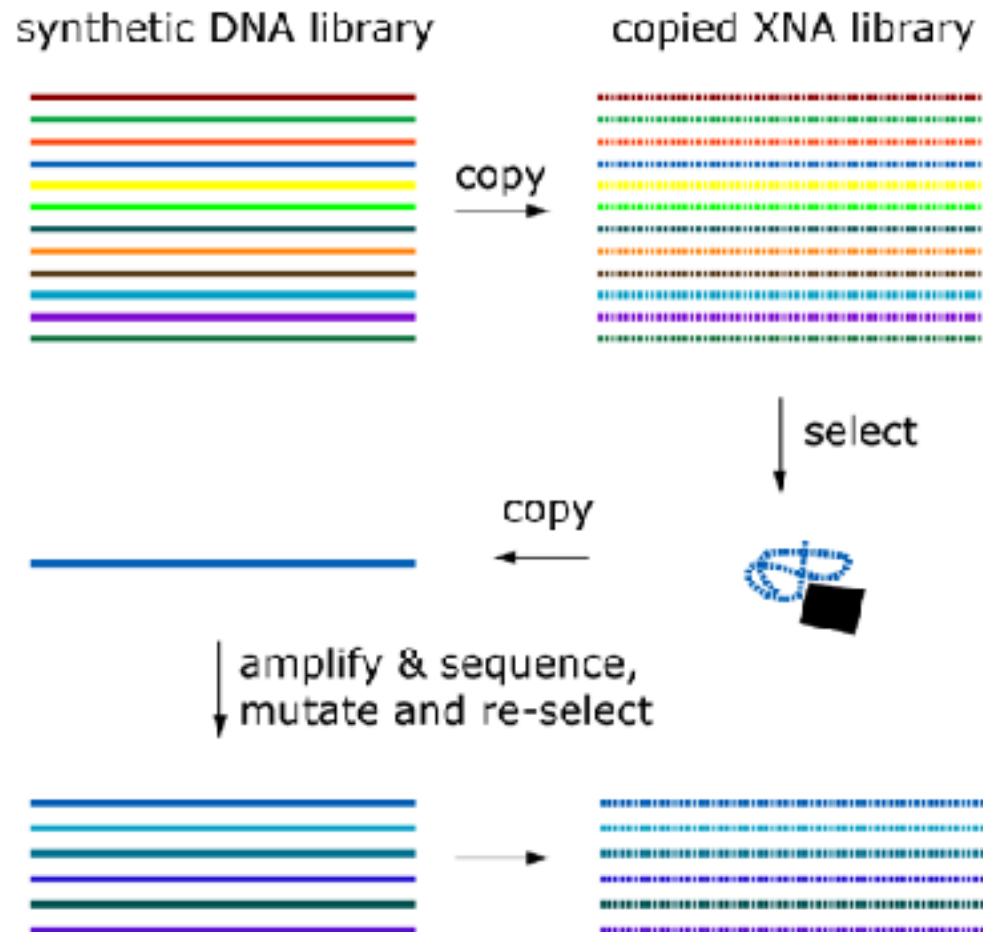 synthetic DNA library
copied XNA library
copy
select
copy
amplify & sequence,
mutate and re-select